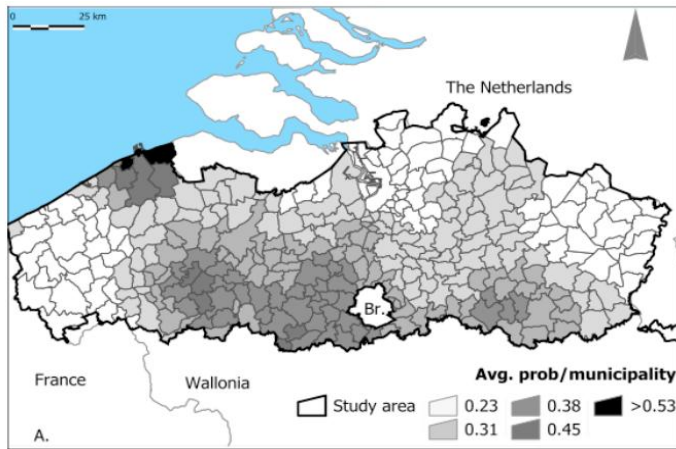 0 25 km
The Netherlands
Br.
France
Wallonia
Avg. prob/municipality
Study area 0.23 0.38 >0.53
0.31 0.45
A.